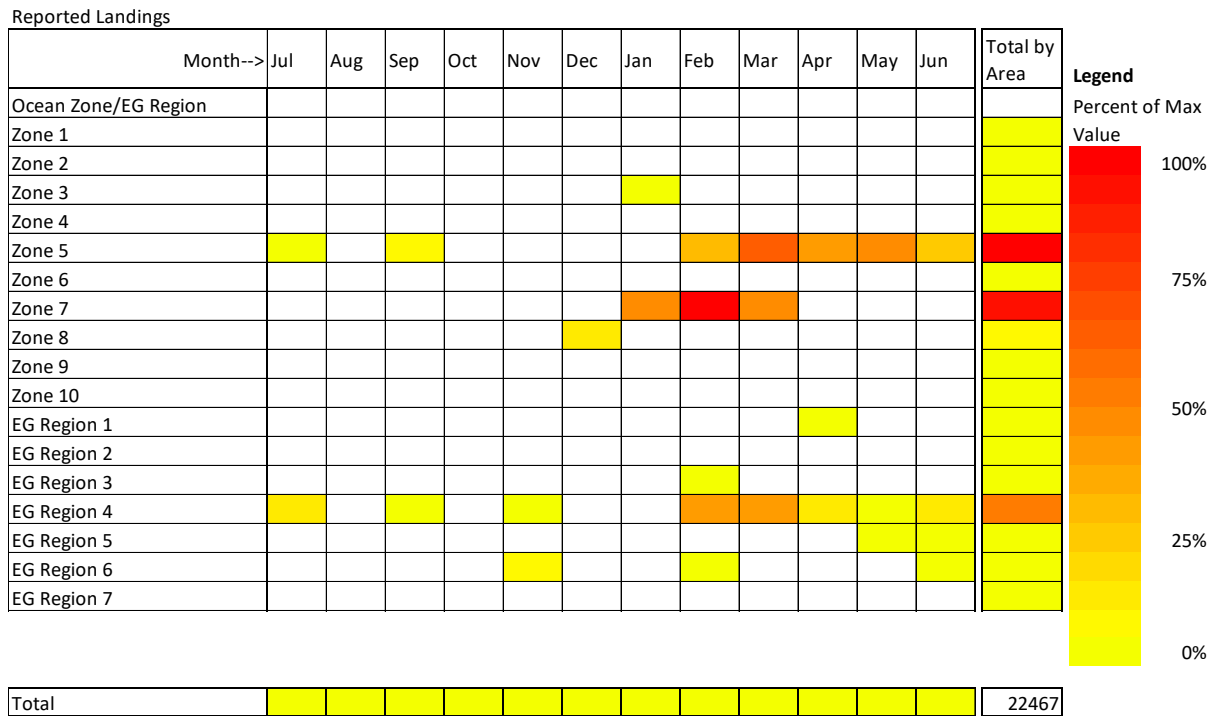 Reported Landings
Month--> Jul Aug Sep Oct Nov Dec Jan Feb Mar Apr May Jun Total by Area
Ocean Zone/EG Region
Zone 1
Zone 2
Zone 3
Zone 4
Zone 5
Zone 6
Zone 7
Zone 8
Zone 9
Zone 10
EG Region 1
EG Region 2
EG Region 3
EG Region 4
EG Region 5
EG Region 6
EG Region 7
Total 22467
Legend
Percent of Max
Value
100%
75%
50%
25%
0%